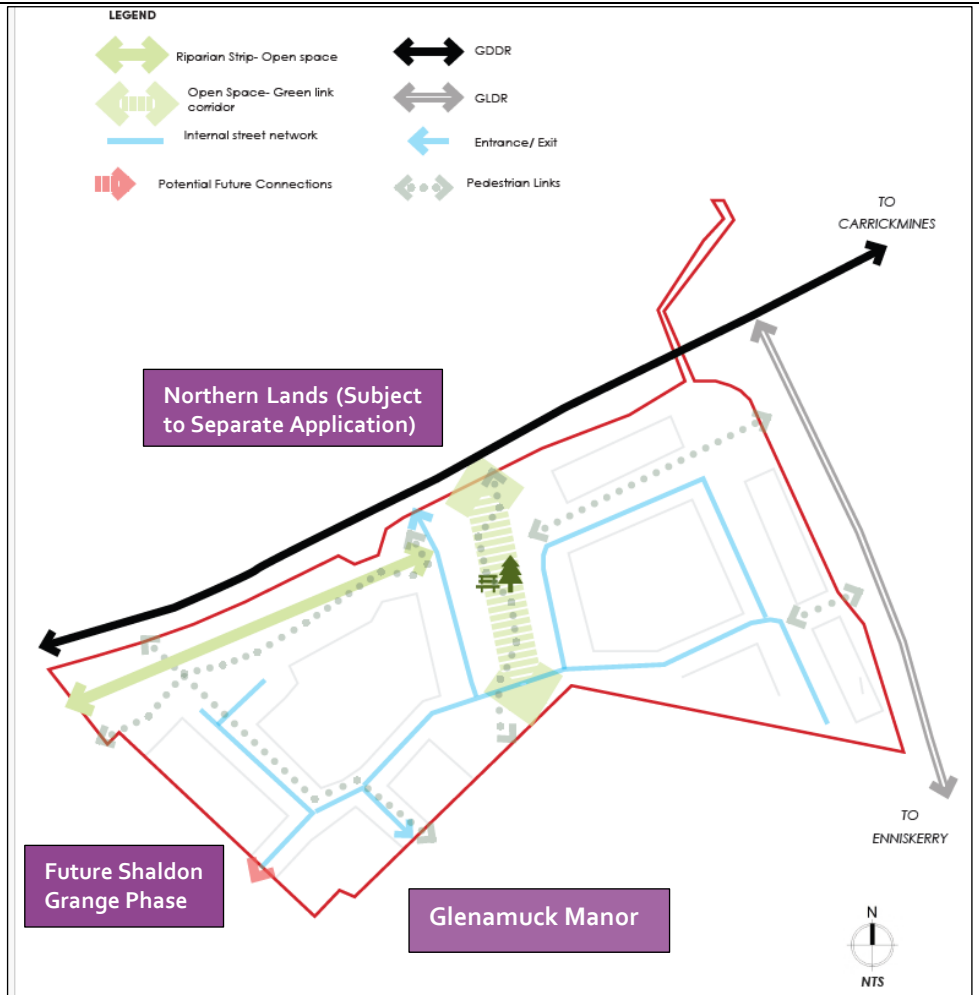 LEGEND
Riparian Strip- Open space
Open Space- Green link
corridor
Internal street network
Potential Future Connections
GDDR
GLDR
Entrance/ Exit
Pedestrian Links
TO
CARRICKMINES
Northern Lands (Subject
to Separate Application)
TO
ENNISKERRY
Future Shaldon
Grange Phase
Glenamuck Manor
N
NTS